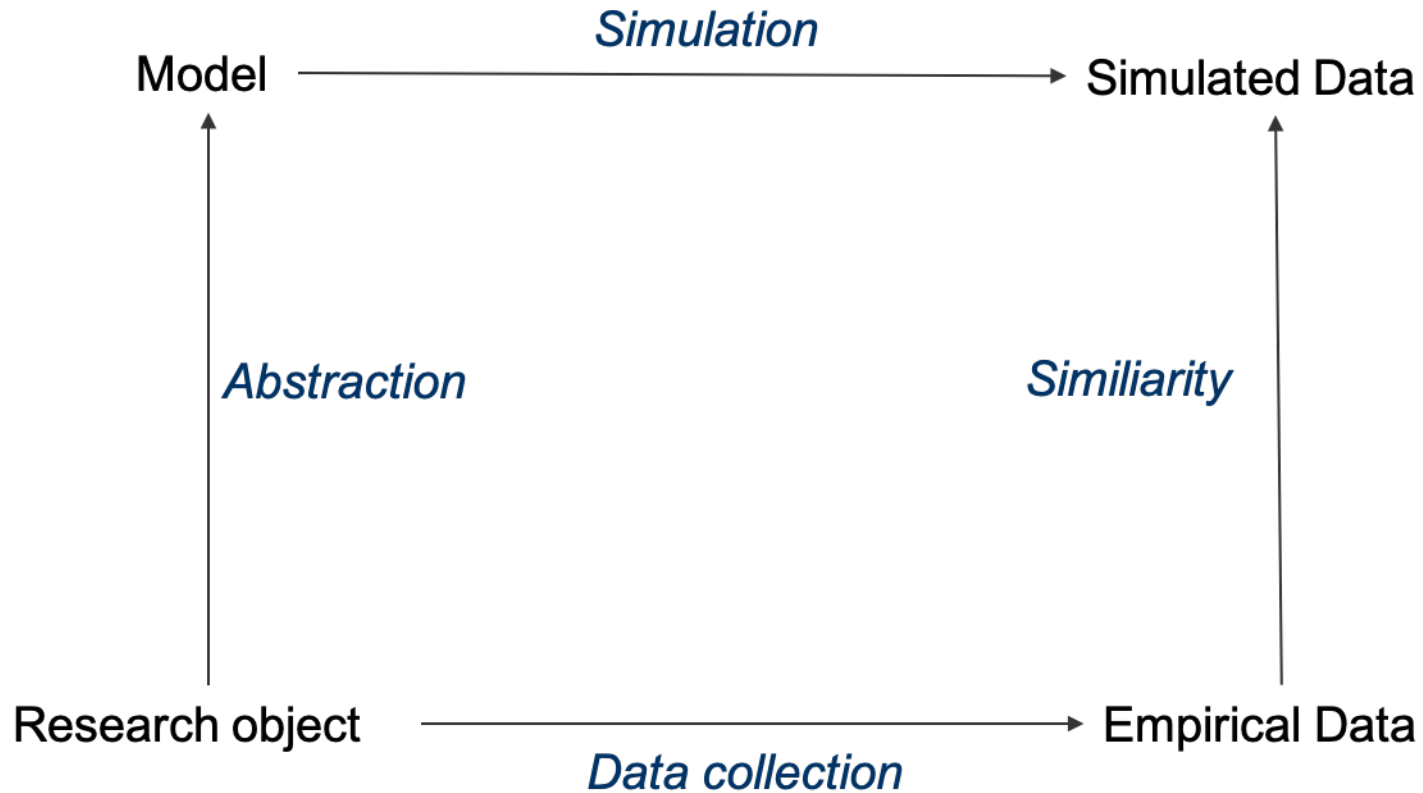 Simulation
Model
Simulated Data
Abstraction
Similiarity
Research object
Empirical Data
Data collection